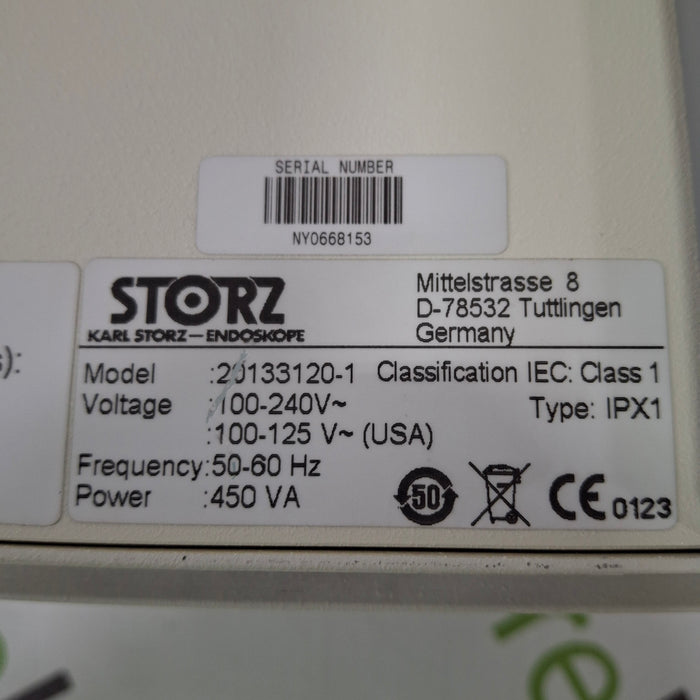 SERIAL NUMBER
NY0668153
STORZ
KARL STORZ—ENDOSKOPE
Mittelstrasse 8
D-78532 Tuttlingen
Germany
Model :20133120-1 Classification IEC: Class 1
Voltage :100-240V~ Type: IPX1
:100-125 V~ (USA)
Frequency:50-60 Hz
Power :450 VA
50
CE 0123
):
re